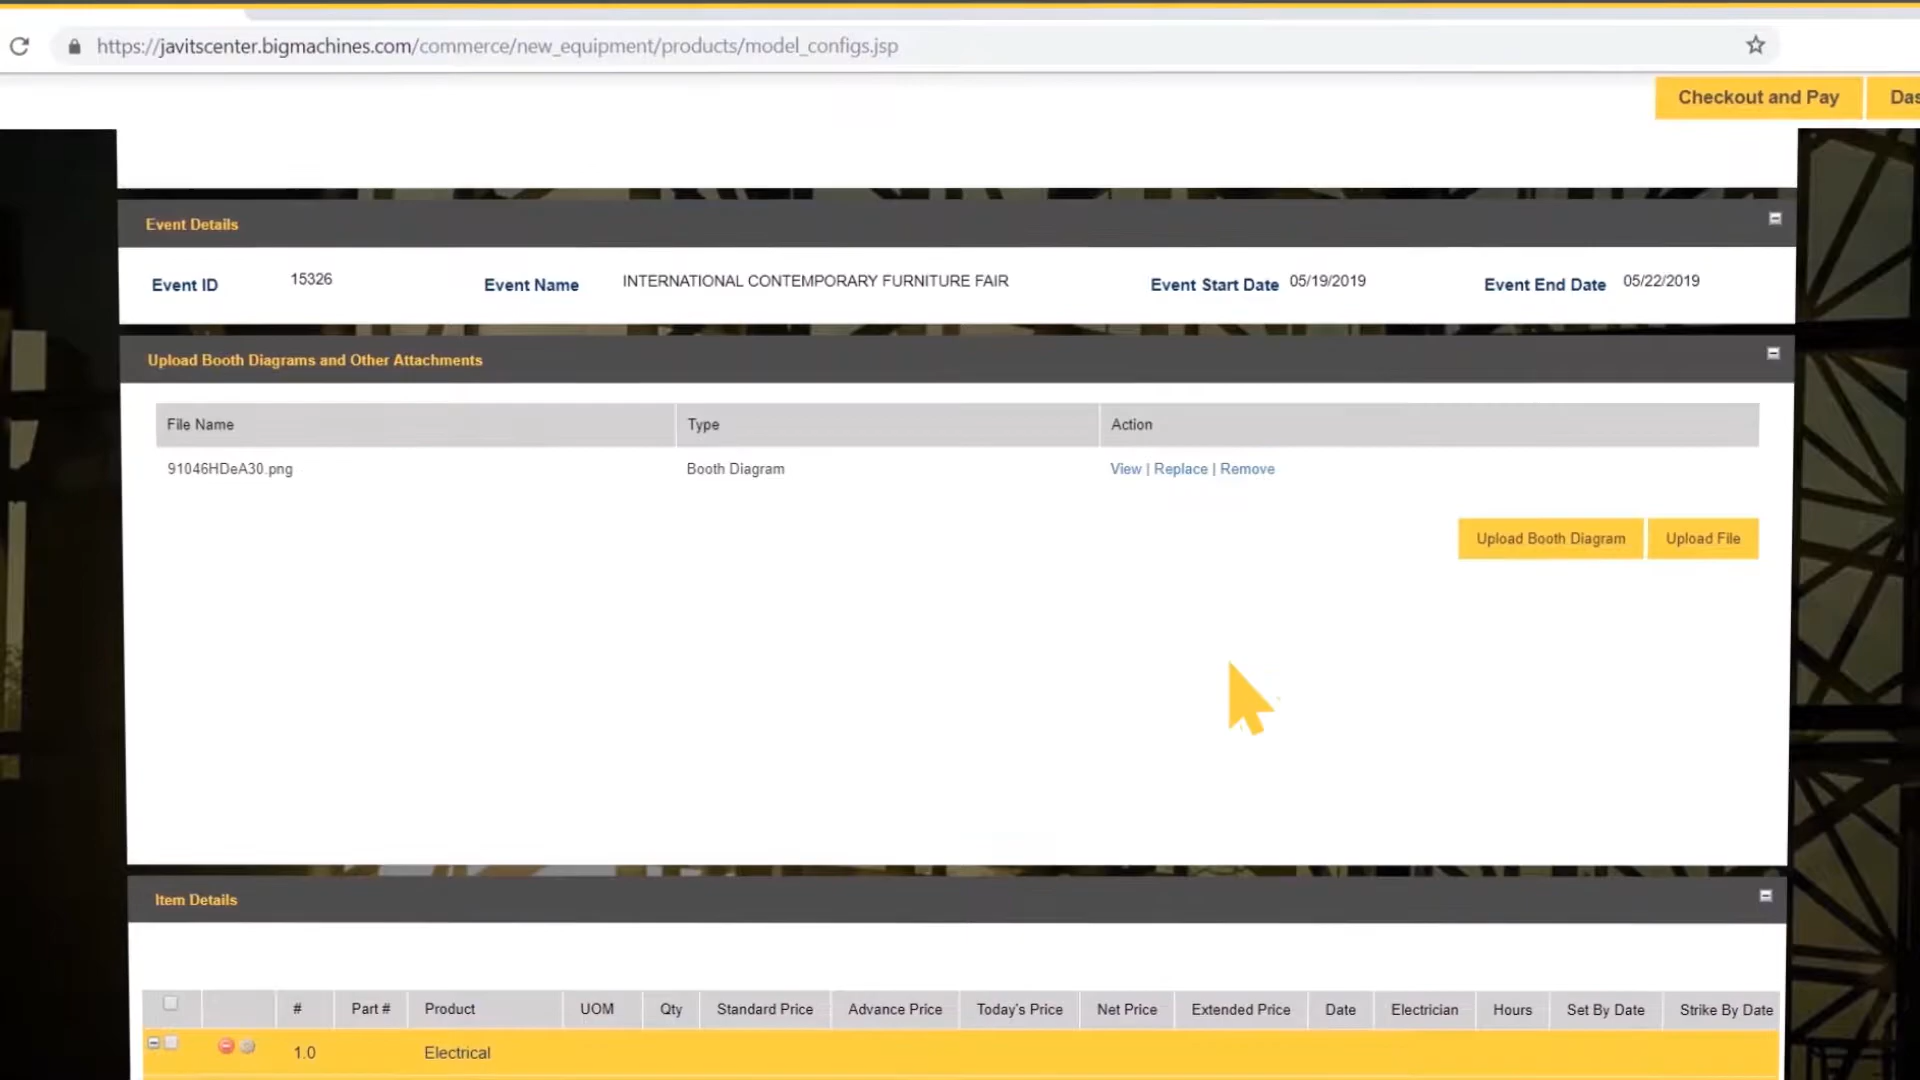 https://javitscenter.bigmachines.com/commerce/new_equipment/products/model_configs.jsp
Checkout and Pay
Event Details
Event ID 15326 Event Name INTERNATIONAL CONTEMPORARY FURNITURE FAIR Event Start Date 05/19/2019 Event End Date 05/22/2019
Upload Booth Diagrams and Other Attachments
File Name Type Action
91046HDeA30.png Booth Diagram View | Replace | Remove
Upload Booth Diagram Upload File
Item Details
# Part # Product UOM Qty Standard Price Advance Price Today's Price Net Price Extended Price Date Electrician Hours Set By Date Strike By Date
1.0 Electrical